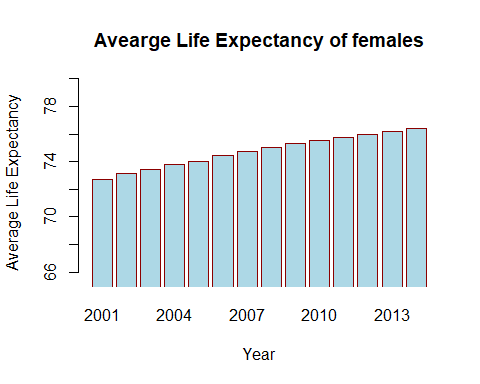 Avearge Life Expectancy of females
Average Life Expectancy
78
74
70
66
2001 2004 2007 2010 2013
Year